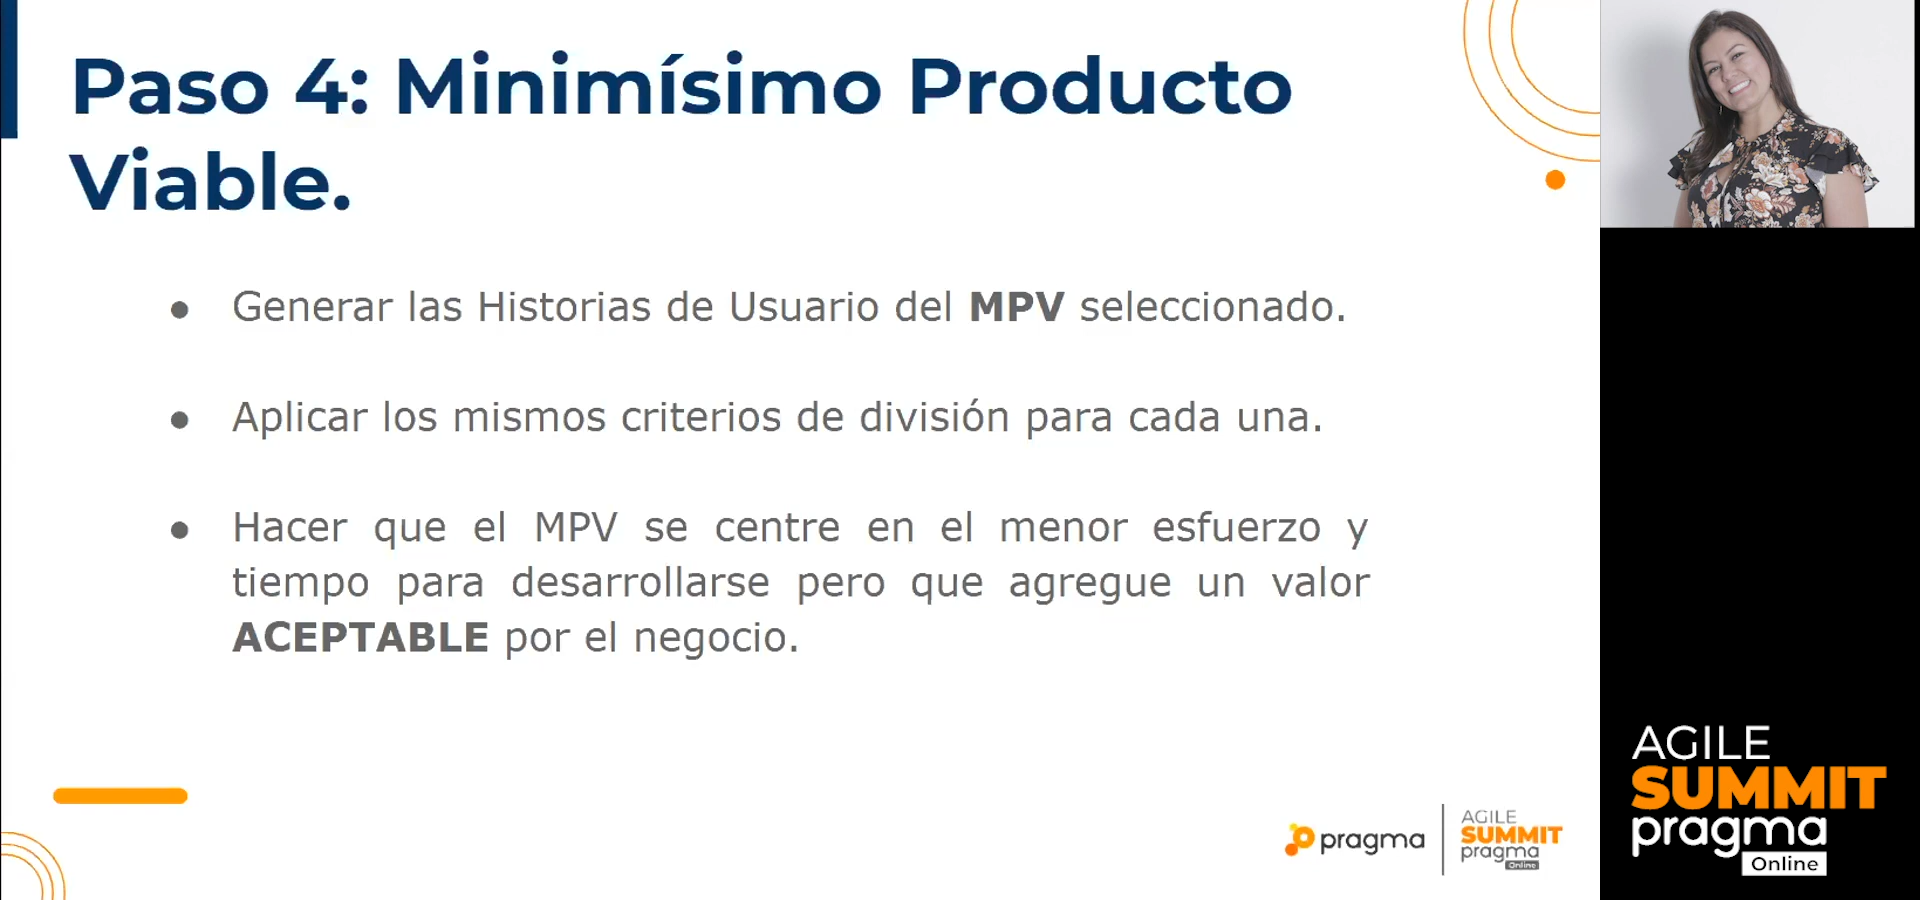 Paso 4: Minimísimo Producto
Viable.
● Generar las Historias de Usuario del MPV seleccionado.
● Aplicar los mismos criterios de división para cada una.
● Hacer que el MPV se centre en el menor esfuerzo y
tiempo para desarrollarse pero que agregue un valor
ACEPTABLE por el negocio.
pragma
AGILE
SUMMIT
pragma
Online
AGILE
SUMMIT
pragma
Online